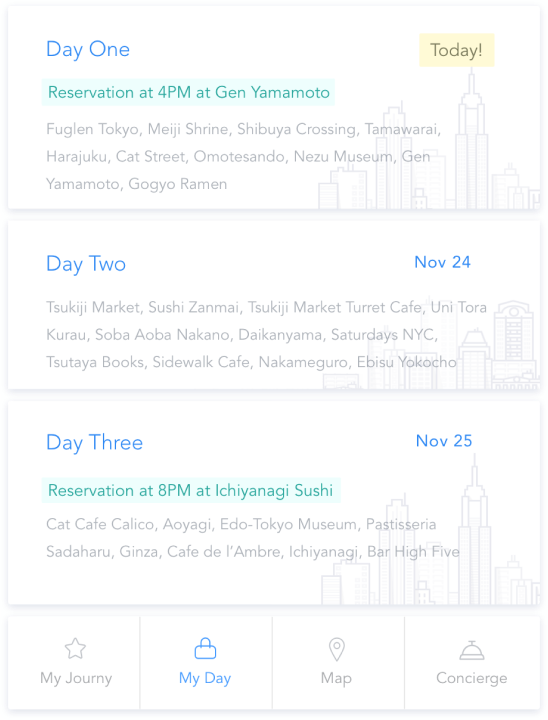 Day One
Today!
Reservation at 4PM at Gen Yamamoto
Fuglen Tokyo, Meiji Shrine, Shibuya Crossing, Tamawarai,
Harajuku, Cat Street, Omotesando, Nezu Museum, Gen
Yamamoto, Gogyo Ramen
Day Two
Nov 24
Tsukiji Market, Sushi Zanmai, Tsukiji Market Turret Cafe, Uni Tora
Kurau, Soba Aoba Nakano, Daikanyama, Saturdays NYC,
Tsutaya Books, Sidewalk Cafe, Nakameguro, Ebisu Yokocho
Day Three
Nov 25
Reservation at 8PM at Ichiyanagi Sushi
Cat Cafe Calico, Aoyagi, Edo-Tokyo Museum, Pastisseria
Sadaharu, Ginza, Cafe de l’Ambre, Ichiyanagi, Bar High Five
My Journy
My Day
Map
Concierge